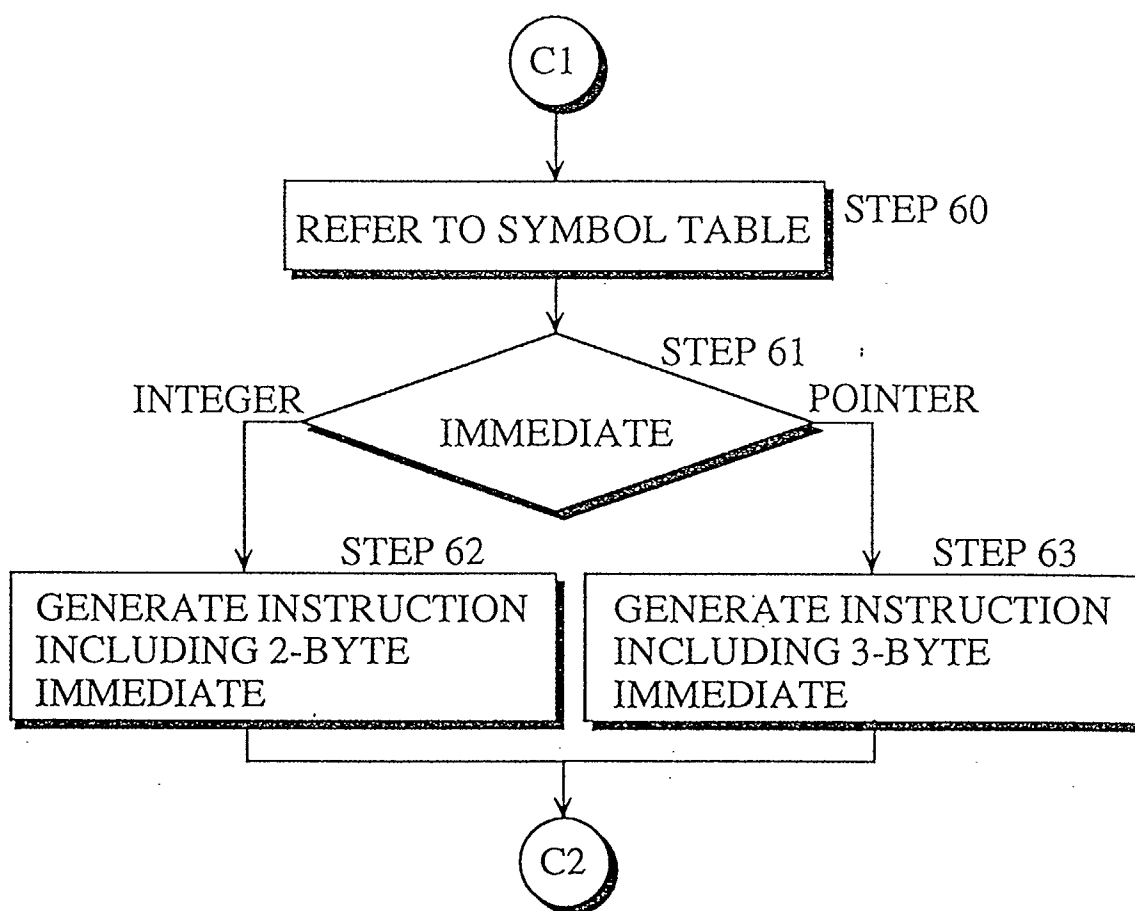 C1
REFER TO SYMBOL TABLE
STEP 60
STEP 61
INTEGER
IMMEDIATE
POINTER
STEP 62
GENERATE INSTRUCTION
INCLUDING 2-BYTE
IMMEDIATE
STEP 63
GENERATE INSTRUCTION
INCLUDING 3-BYTE
IMMEDIATE
C2